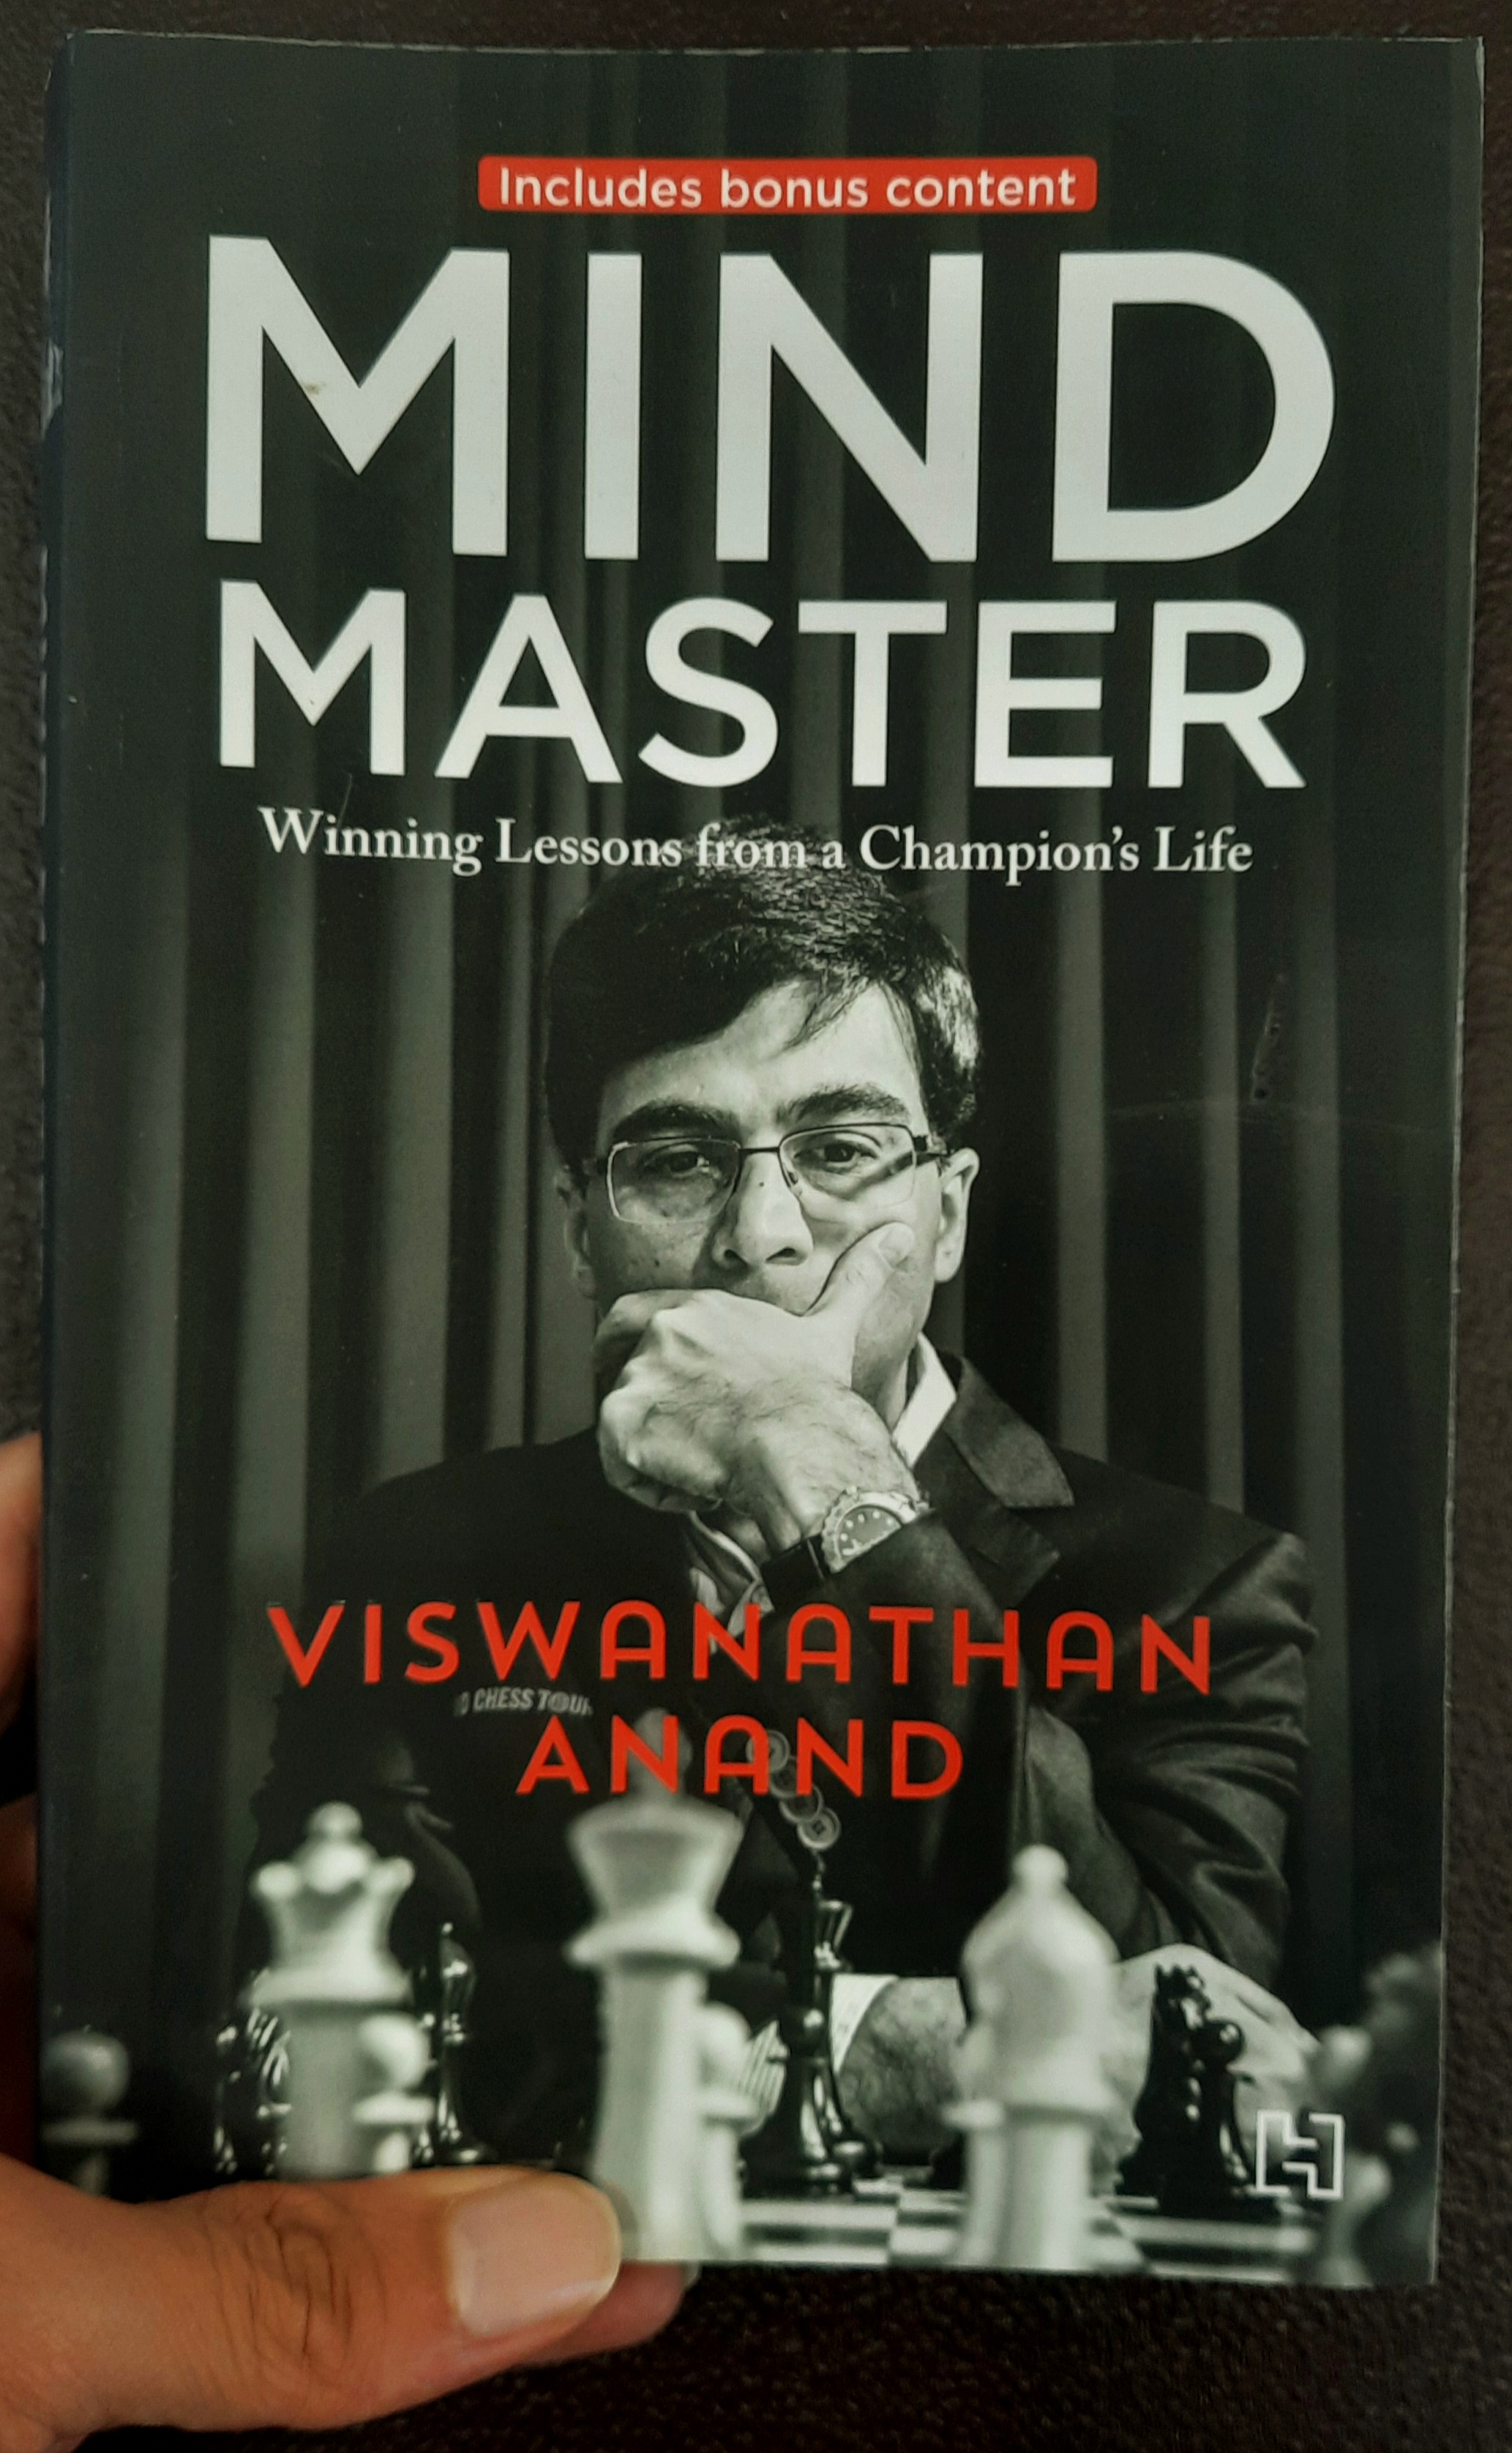 Includes bonus content
MIND
MASTER
Winning Lessons from a Champion's Life
VISWANATHAN
CHESS TOUR
ANAND
H